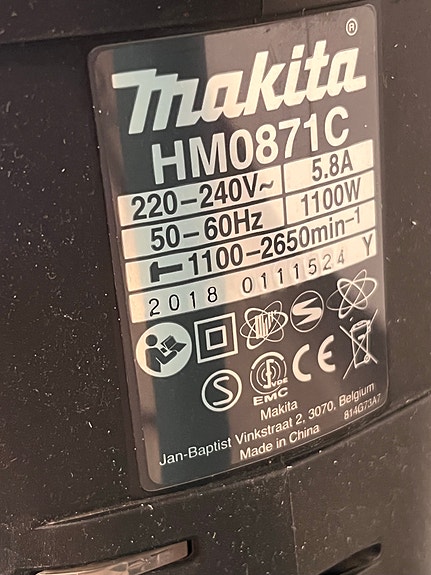 makita®
HM0871C
220–240V~ 5.8A
50–60Hz 1100W
1100–2650min⁻¹
2018 0111524 Y
S S
VDE
EMC
CE
Makita
Jan-Baptist Vinkstraat 2, 3070, Belgium
Made in China 814G73A7